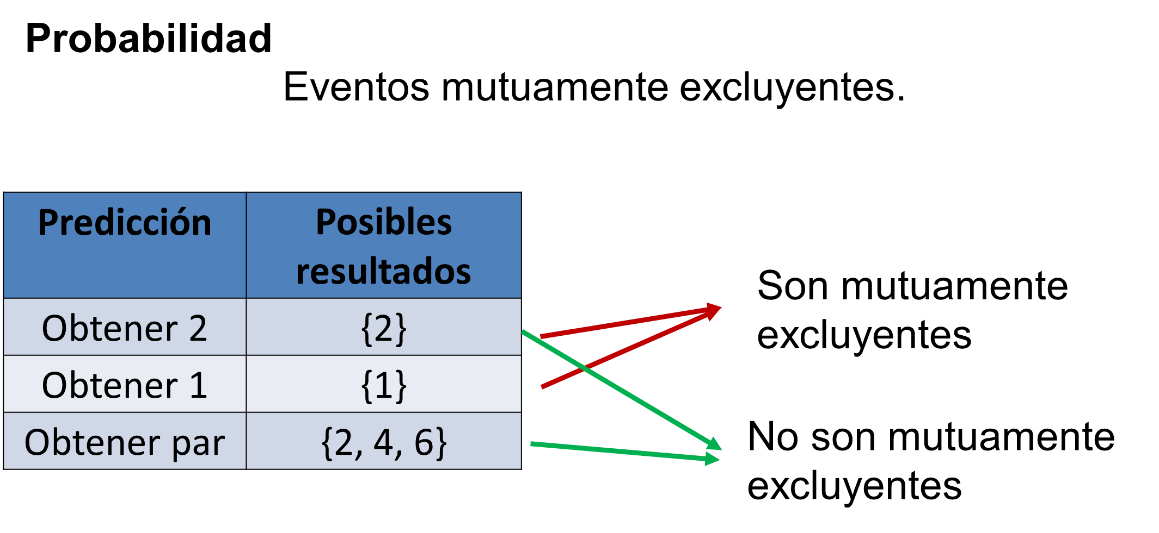 Probabilidad
Eventos mutuamente excluyentes.
Predicción
Posibles
resultados
Obtener 2
{2}
Obtener 1
{1}
Obtener par
{2, 4, 6}
Son mutuamente
excluyentes
No son mutuamente
excluyentes